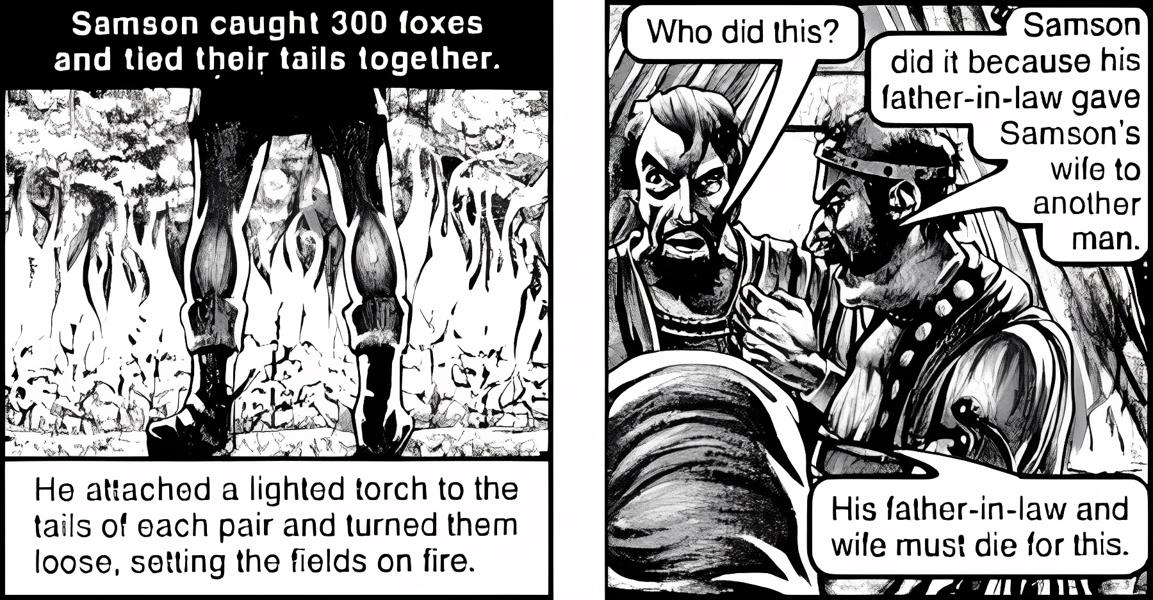 Samson caught 300 foxes
and tied their tails together.
He attached a lighted torch to the
tails of each pair and turned them
loose, setting the fields on fire.
Who did this?
Samson
did it because his
father-in-law gave
Samson's
wife to
another
man.
His father-in-law and
wife must die for this.